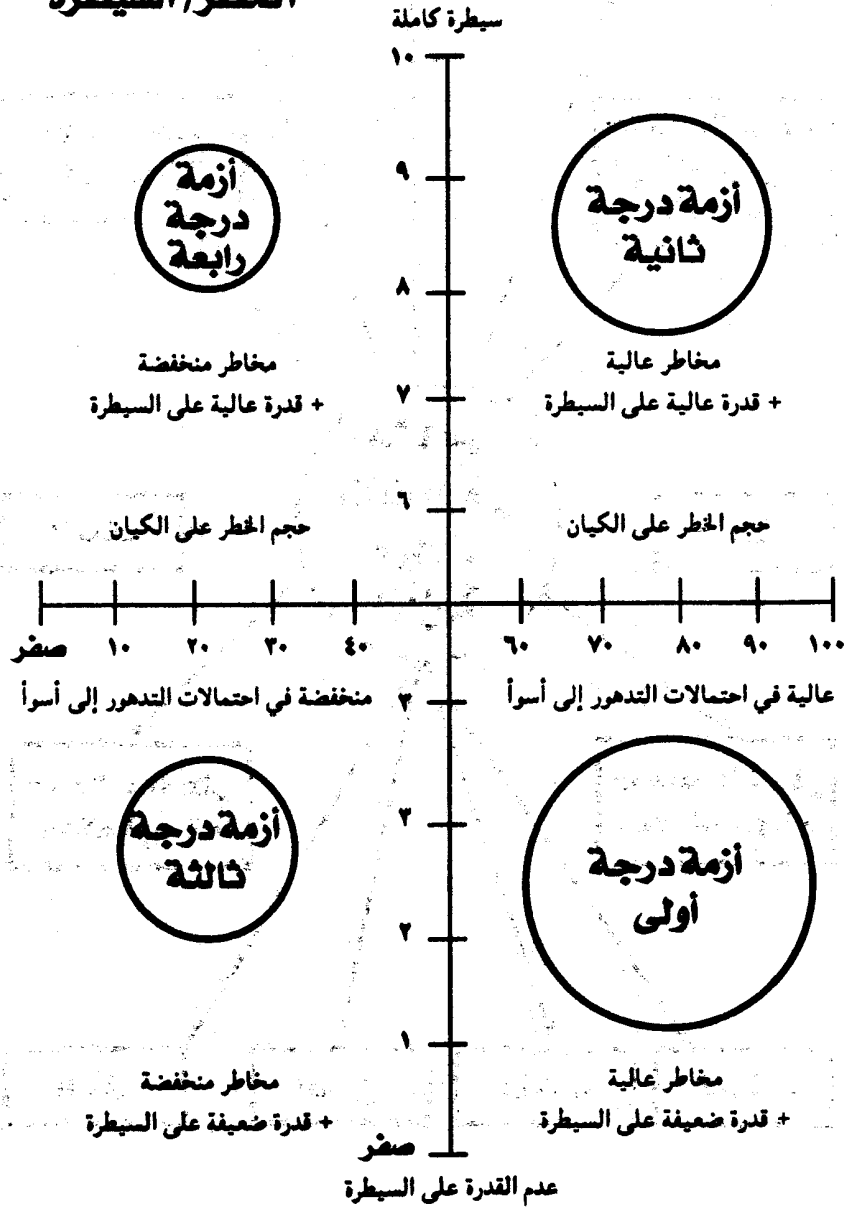 سيطرة كاملة
١٠
٩
أزمة درجة
ثانية
أزمة
درجة
رابعة
٨
مخاطر عالية
+ قدرة عالية على السيطرة
مخاطر منخفضة
+ قدرة عالية على السيطرة
٧
٦
حجم الخطر على الكيان
حجم الخطر على الكيان
١٠٠ ٩٠ ٨٠ ٧٠ ٦٠ ٤٠ ٣٠ ٢٠ ١٠ صفر
عالية في احتمالات التدهور إلى أسوأ
٣
منخفضة في احتمالات التدهور إلى أسوأ
٣
أزمة درجة
أولى
أزمة درجة
ثالثة
٢
١
مخاطر عالية
+ قدرة ضعيفة على السيطرة
مخاطر منخفضة
+ قدرة ضعيفة على السيطرة
صفر
عدم القدرة على السيطرة